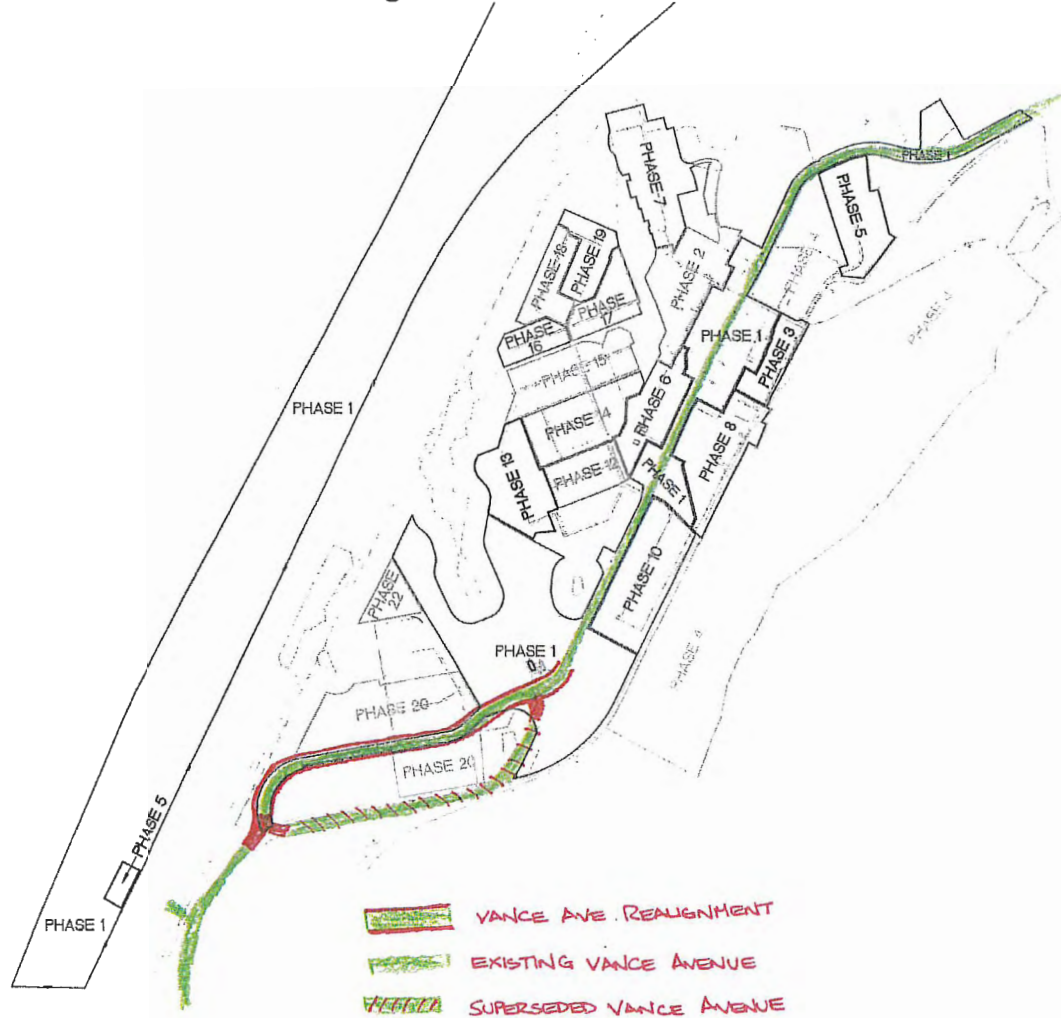 PHASE 7
PHASE 1
PHASE 5
PHASE 19
PHASE 18
PHASE 2
PHASE 17
PHASE 1
PHASE 3
PHASE 16
PHASE 15
PHASE 1
PHASE 6
PHASE 14
PHASE 8
PHASE 13
PHASE 12
PHASE 1
PHASE 10
PHASE 22
PHASE 1
PHASE 20
PHASE 20
PHASE 5
PHASE 1
VANCE AVE. REALIGNMENT
EXISTING VANCE AVENUE
SUPERSEDED VANCE AVENUE